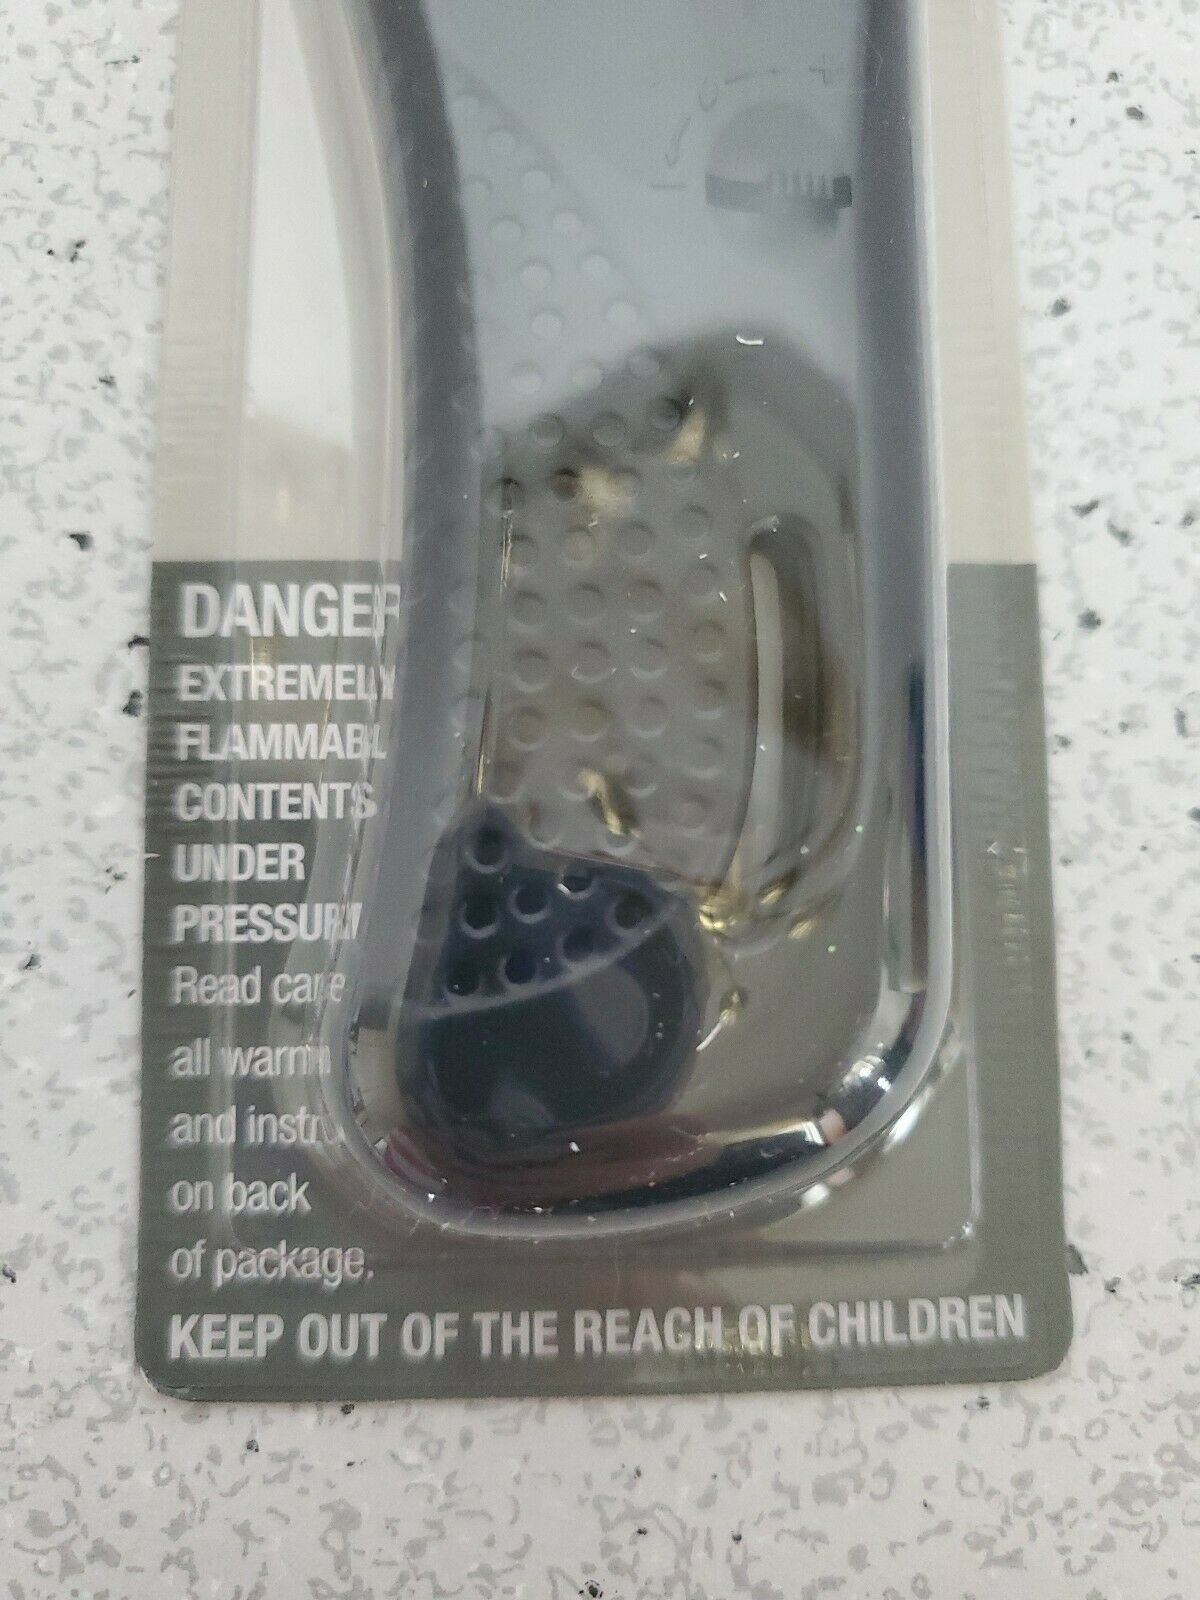 DANGER
EXTREMELY
FLAMMABL
CONTENTS
UNDER
PRESSUR
Read care
all warni
and instru
on back
of package.
KEEP OUT OF THE REACH OF CHILDREN